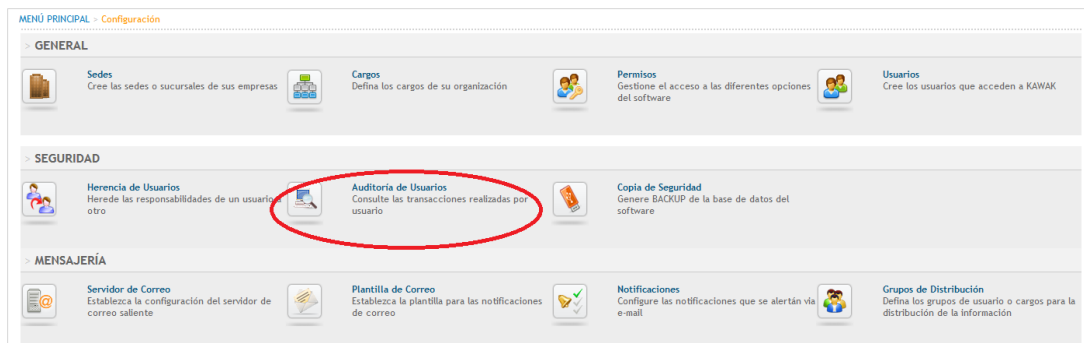 MENÚ PRINCIPAL > Configuración
> GENERAL
Sedes
Cree las sedes o sucursales de sus empresas
Cargos
Defina los cargos de su organización
Permisos
Gestione el acceso a las diferentes opciones
del software
Usuarios
Cree los usuarios que acceden a KAWAK
> SEGURIDAD
Herencia de Usuarios
Herede las responsabilidades de un usuario a
otro
Auditoría de Usuarios
Consulte las transacciones realizadas por
usuario
Copia de Seguridad
Genere BACKUP de la base de datos del
software
> MENSAJERÍA
Servidor de Correo
Establezca la configuración del servidor de
correo saliente
Plantilla de Correo
Establezca la plantilla para las notificaciones
de correo
Notificaciones
Configure las notificaciones que se alertán via
e-mail
Grupos de Distribución
Defina los grupos de usuario o cargos para la
distribución de la información